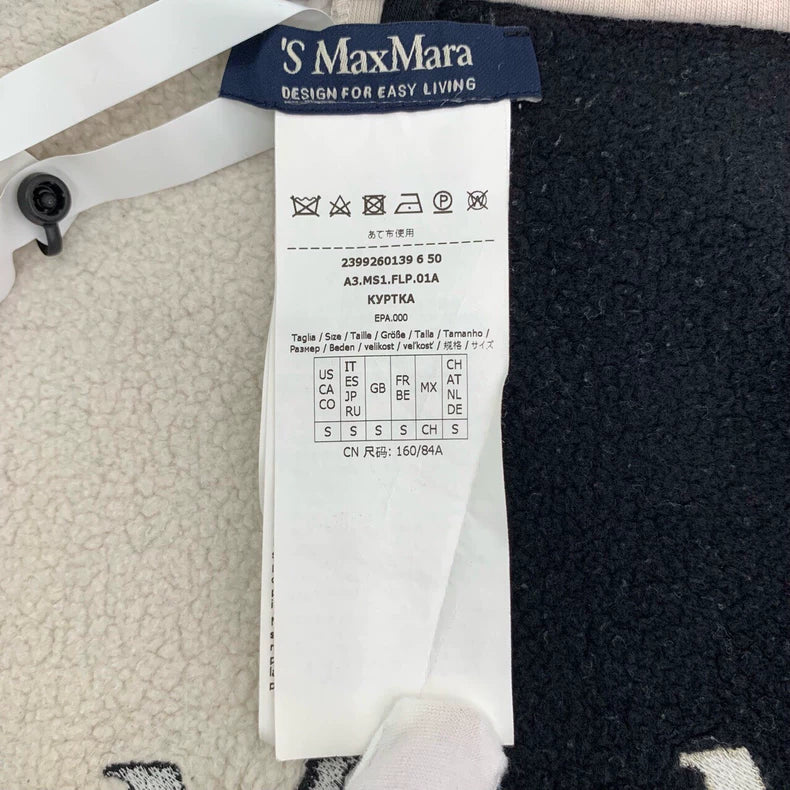 'S MaxMara
DESIGN FOR EASY LIVING
あて布使用
2399260139 6 50
A3.MS1.FLP.01A
КУРТКА
EPA.000
Taglia / Size / Taille / Größe / Talla / Tamanho /
Размер / Beden / velikost / veľkosť / 規格 / サイズ
US CA CO | IT ES JP RU | GB | FR BE | MX | CH AT NL DE
S | S | S | S | CH | S
CN 尺码: 160/84A